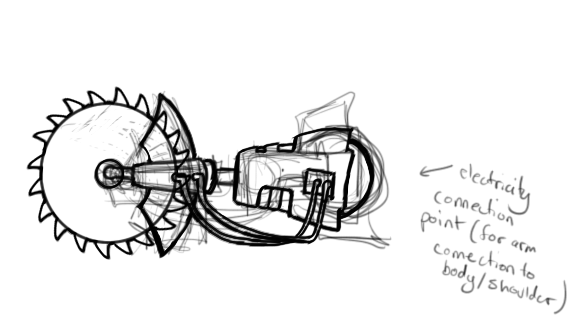 electricity
connection
point (for arm
connection to
body/shoulder)